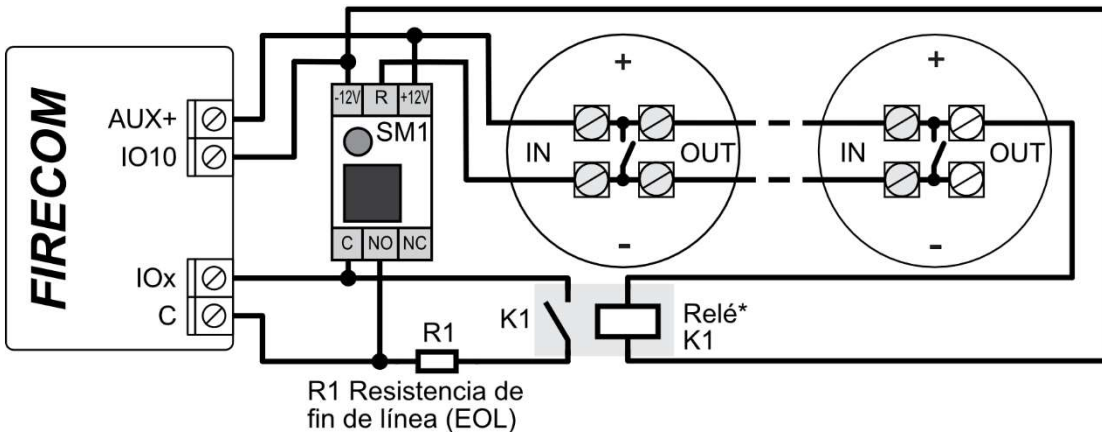 FIRECOM
AUX+
IO10
IOx
C
-12V R +12V
SM1
C NO NC
+
IN OUT
-
+
IN OUT
-
K1
Relé*
K1
R1
R1 Resistencia de
fin de línea (EOL)